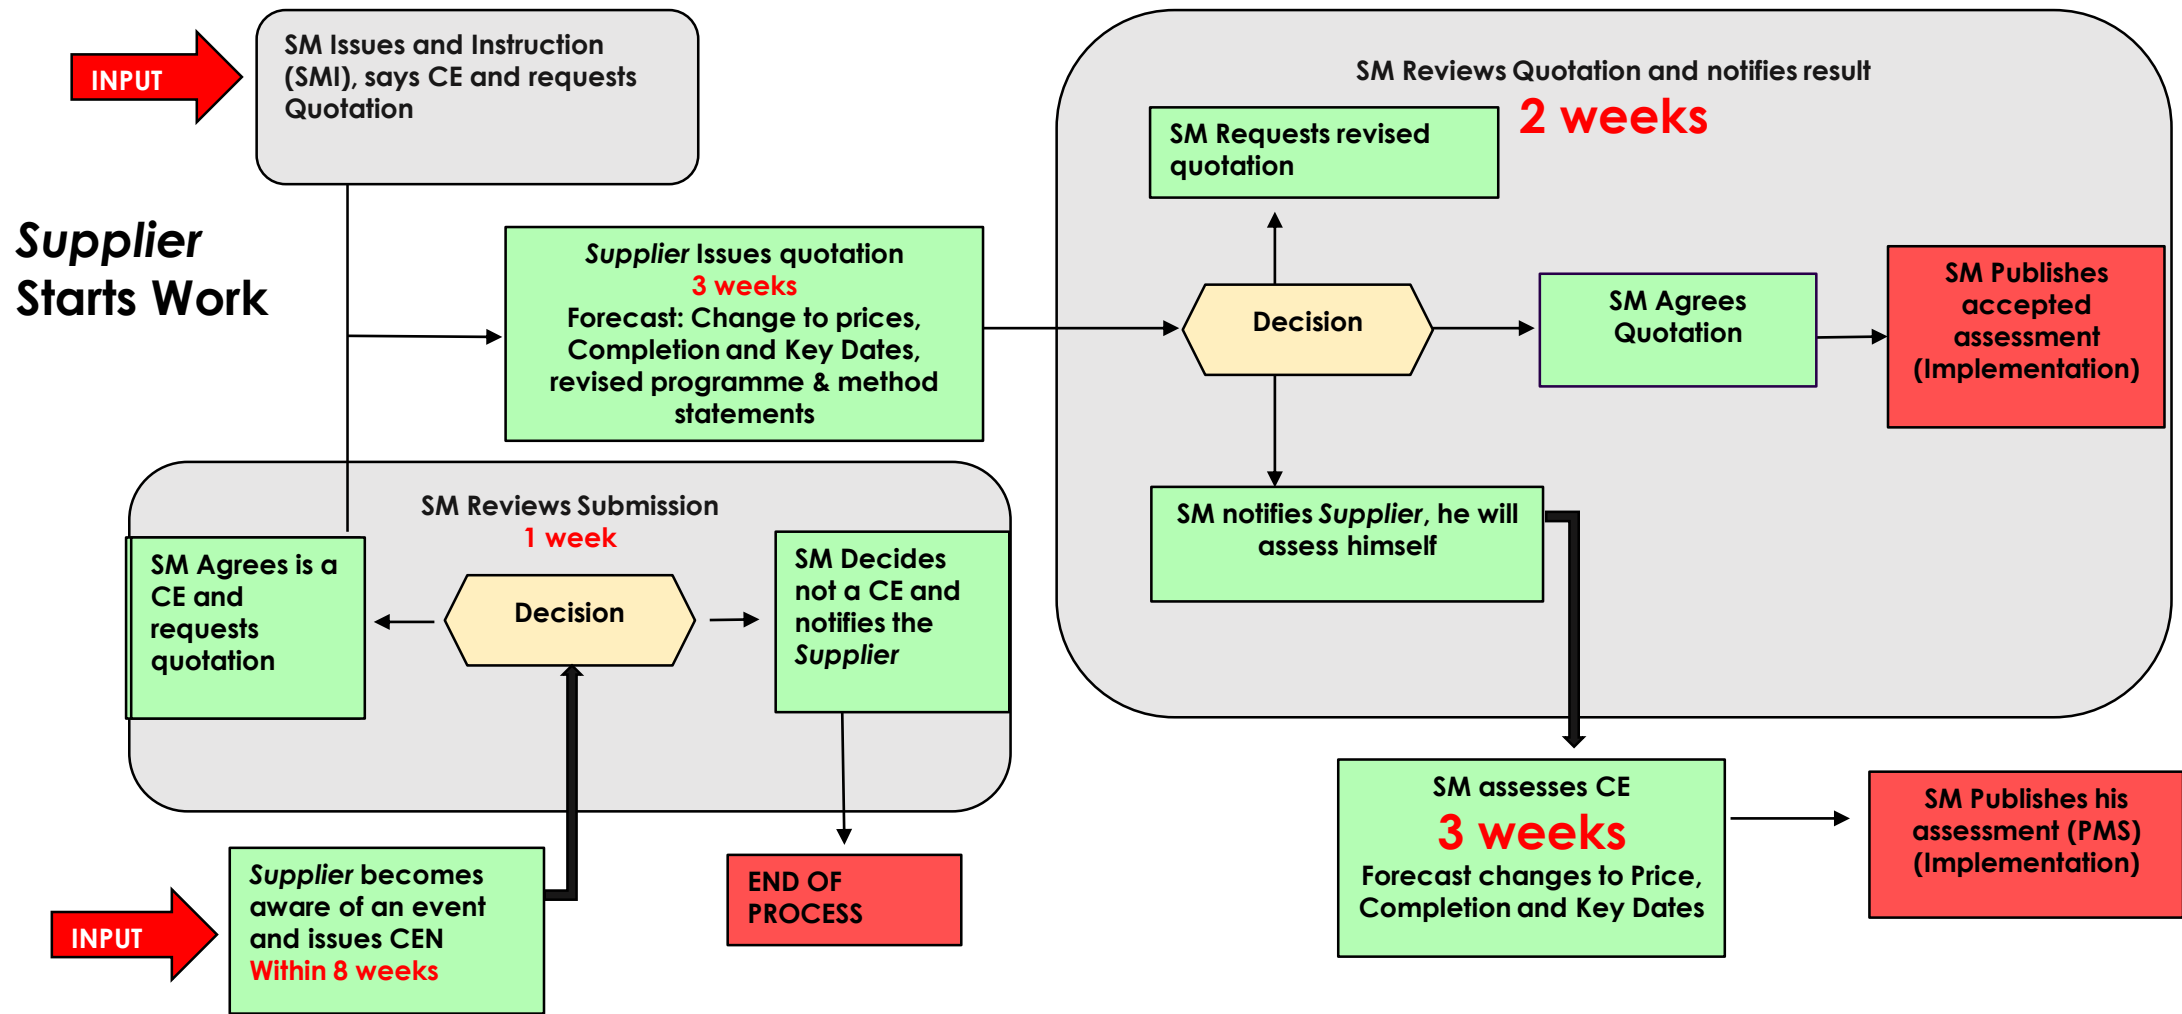 INPUT
SM Issues and Instruction
(SMI), says CE and requests
Quotation
Supplier
Starts Work
Supplier Issues quotation
3 weeks
Forecast: Change to prices,
Completion and Key Dates,
revised programme & method
statements
SM Reviews Quotation and notifies result
2 weeks
SM Requests revised
quotation
Decision
SM Agrees
Quotation
SM Publishes
accepted
assessment
(Implementation)
SM notifies Supplier, he will
assess himself
SM Reviews Submission
1 week
SM Agrees is a
CE and
requests
quotation
Decision
SM Decides
not a CE and
notifies the
Supplier
INPUT
Supplier becomes
aware of an event
and issues CEN
Within 8 weeks
END OF
PROCESS
SM assesses CE
3 weeks
Forecast changes to Price,
Completion and Key Dates
SM Publishes his
assessment (PMS)
(Implementation)